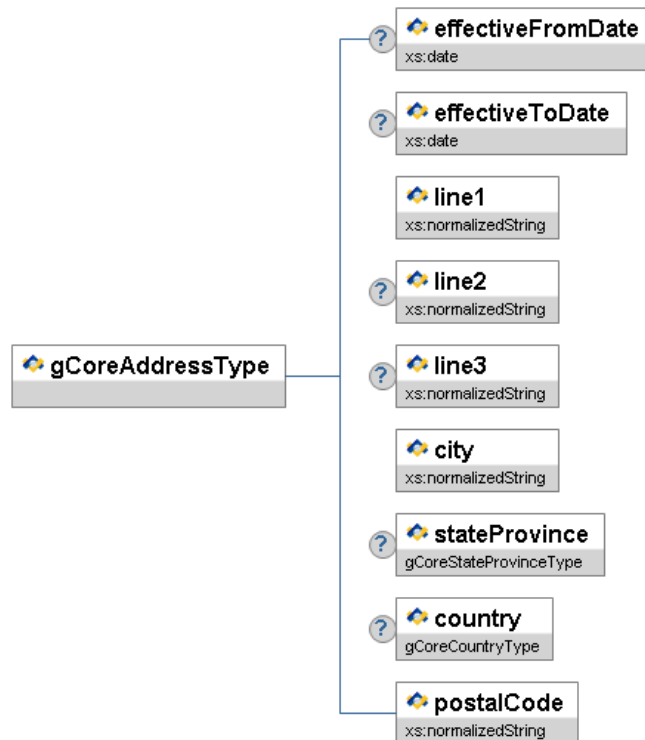 effectiveFromDate
xs:date
?
effectiveToDate
xs:date
?
line1
xs:normalizedString
line2
xs:normalizedString
?
gCoreAddressType
line3
xs:normalizedString
?
city
xs:normalizedString
stateProvince
gCoreStateProvinceType
?
country
gCoreCountryType
?
postalCode
xs:normalizedString